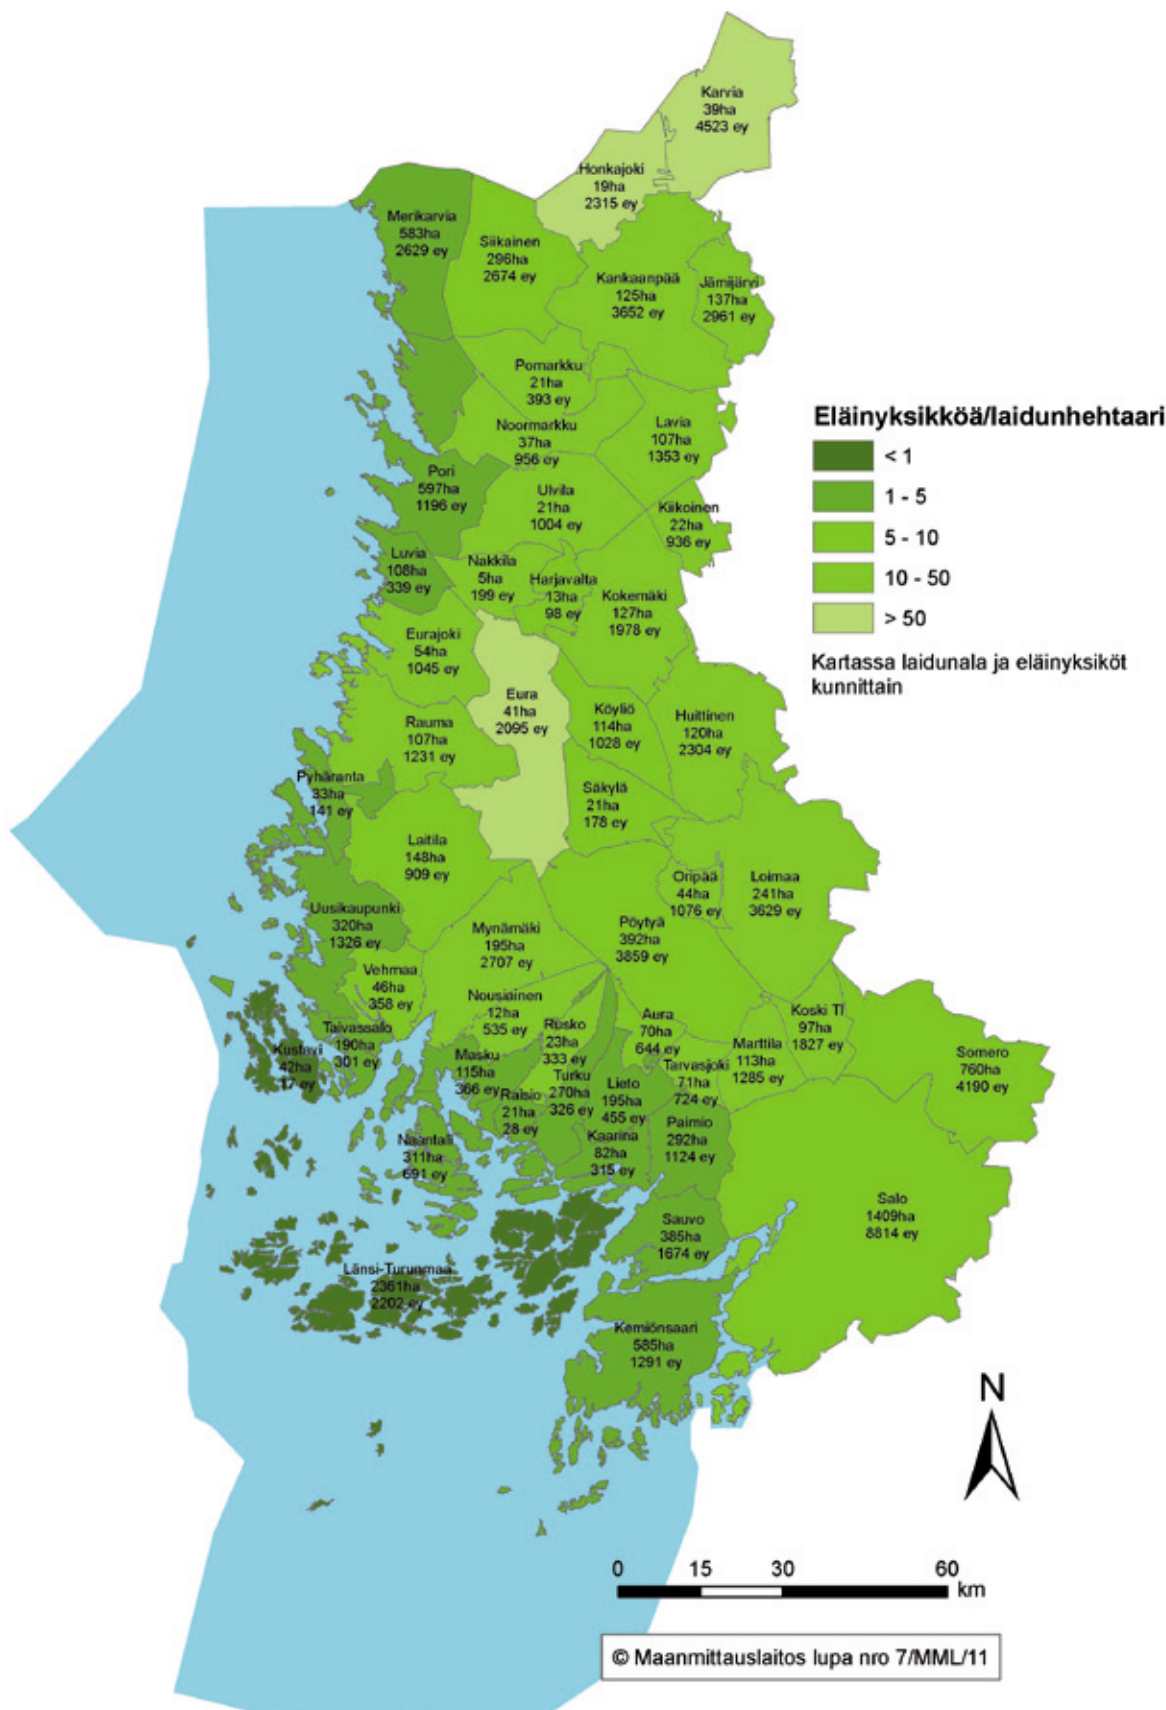 Karvia
39ha
4523 ey
Honkajoki
19ha
2315 ey
Merikarvia
583ha
2629 ey
Siikainen
296ha
2674 ey
Kankaanpää
125ha
3652 ey
Jämijärvi
137ha
2961 ey
Pomarkku
21ha
393 ey
Noormarkku
37ha
956 ey
Lavia
107ha
1353 ey
Pori
597ha
1196 ey
Ulvila
21ha
1004 ey
Kiikoinen
22ha
936 ey
Luvia
108ha
339 ey
Nakkila
5ha
199 ey
Harjavalta
13ha
98 ey
Kokemäki
127ha
1978 ey
Eurajoki
54ha
1045 ey
Eura
41ha
2095 ey
Köyliö
114ha
1028 ey
Huittinen
120ha
2304 ey
Rauma
107ha
1231 ey
Pyhäranta
33ha
141 ey
Säkylä
21ha
178 ey
Laitila
148ha
909 ey
Oripää
44ha
1076 ey
Loimaa
241ha
3629 ey
Uusikaupunki
320ha
1326 ey
Mynämäki
195ha
2707 ey
Pöytyä
392ha
3859 ey
Vehmaa
46ha
358 ey
Nousiainen
12ha
535 ey
Rusko
23ha
333 ey
Aura
70ha
644 ey
Koski Tl
97ha
1827 ey
Marttila
113ha
1285 ey
Somero
760ha
4190 ey
Taivassalo
190ha
301 ey
Kustavi
42ha
17 ey
Masku
115ha
366 ey
Raisio
21ha
28 ey
Turku
270ha
326 ey
Lieto
195ha
455 ey
Tarvasjoki
71ha
724 ey
Naantali
311ha
691 ey
Kaarina
82ha
315 ey
Paimio
292ha
1124 ey
Salo
1409ha
8814 ey
Sauvo
385ha
1674 ey
Länsi-Turunmaa
2361ha
2202 ey
Kemiönsaari
585ha
1291 ey
Eläinyksikköä/laidunhehtaari
< 1
1 - 5
5 - 10
10 - 50
> 50
Kartassa laidunala ja eläinyksiköt
kunnittain
N
0 15 30 60
km
© Maanmittauslaitos lupa nro 7/MML/11